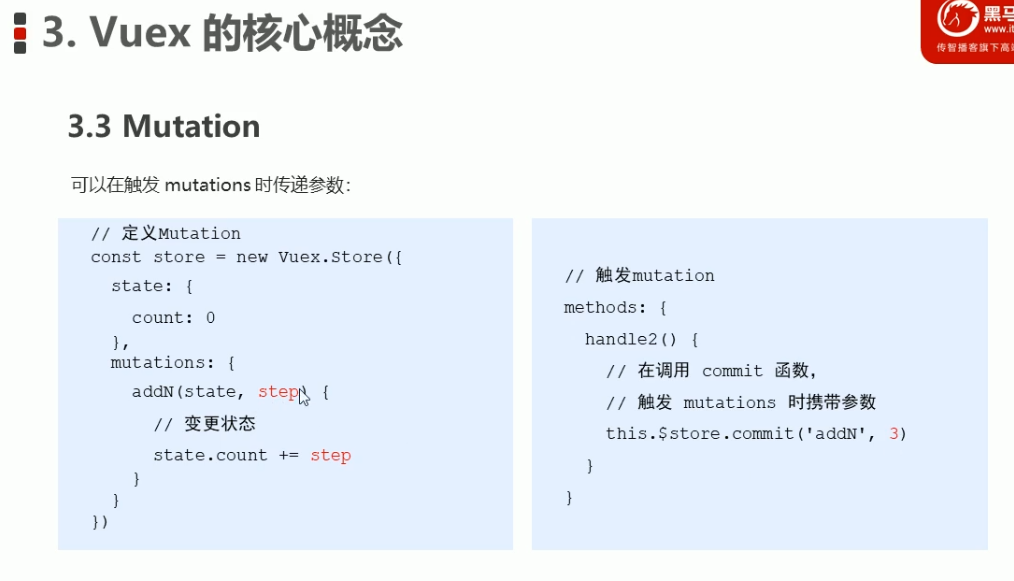 3. Vuex 的核心概念
黑马
www.it
传智播客旗下高
3.3 Mutation
可以在触发 mutations 时传递参数：
// 定义Mutation
const store = new Vuex.Store({
state: {
count: 0
},
mutations: {
addN(state, step) {
// 变更状态
state.count += step
}
}
})
// 触发mutation
methods: {
handle2() {
// 在调用 commit 函数，
// 触发 mutations 时携带参数
this.$store.commit('addN', 3)
}
}